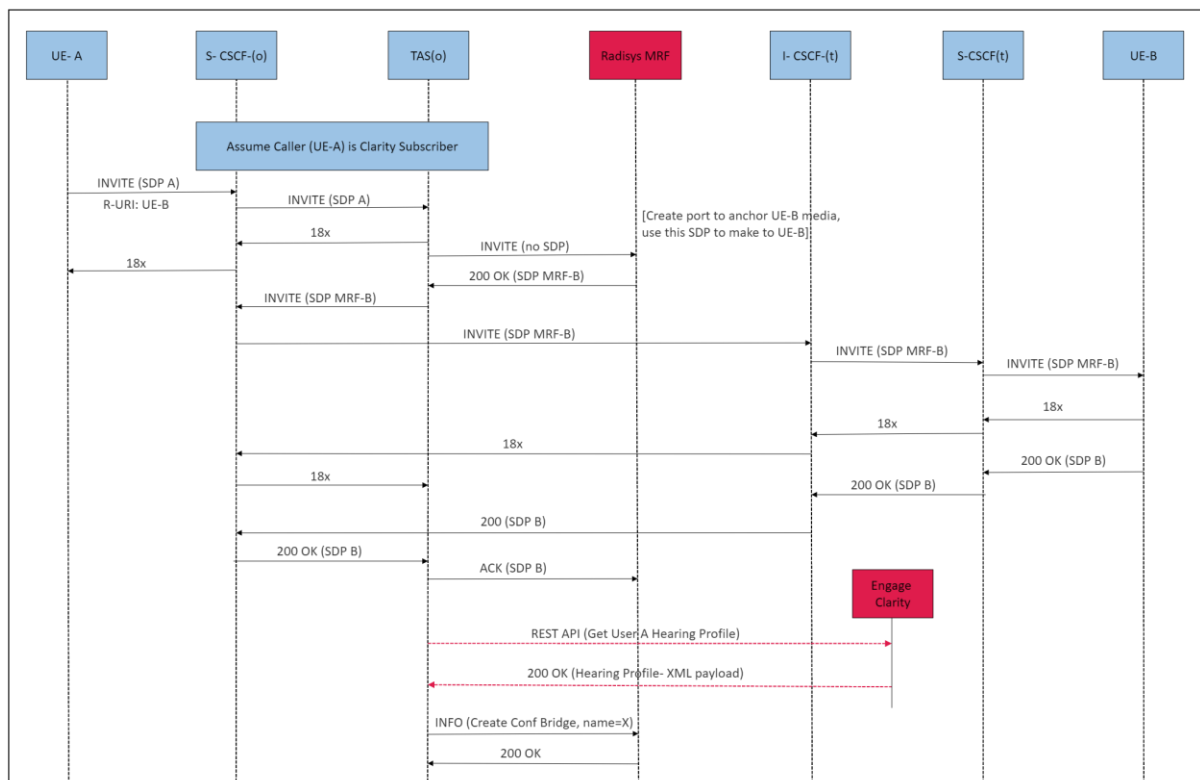 UE- A
S- CSCF-(o)
TAS(o)
Radisys MRF
I- CSCF-(t)
S-CSCF(t)
UE-B
Assume Caller (UE-A) is Clarity Subscriber
INVITE (SDP A)
R-URI: UE-B
INVITE (SDP A)
[Create port to anchor UE-B media,
use this SDP to make to UE-B]
18x
INVITE (no SDP)
18x
200 OK (SDP MRF-B)
INVITE (SDP MRF-B)
INVITE (SDP MRF-B)
INVITE (SDP MRF-B)
INVITE (SDP MRF-B)
18x
18x
18x
200 OK (SDP B)
18x
200 OK (SDP B)
200 (SDP B)
200 OK (SDP B)
ACK (SDP B)
Engage
Clarity
REST API (Get User A Hearing Profile)
200 OK (Hearing Profile- XML payload)
INFO (Create Conf Bridge, name=X)
200 OK